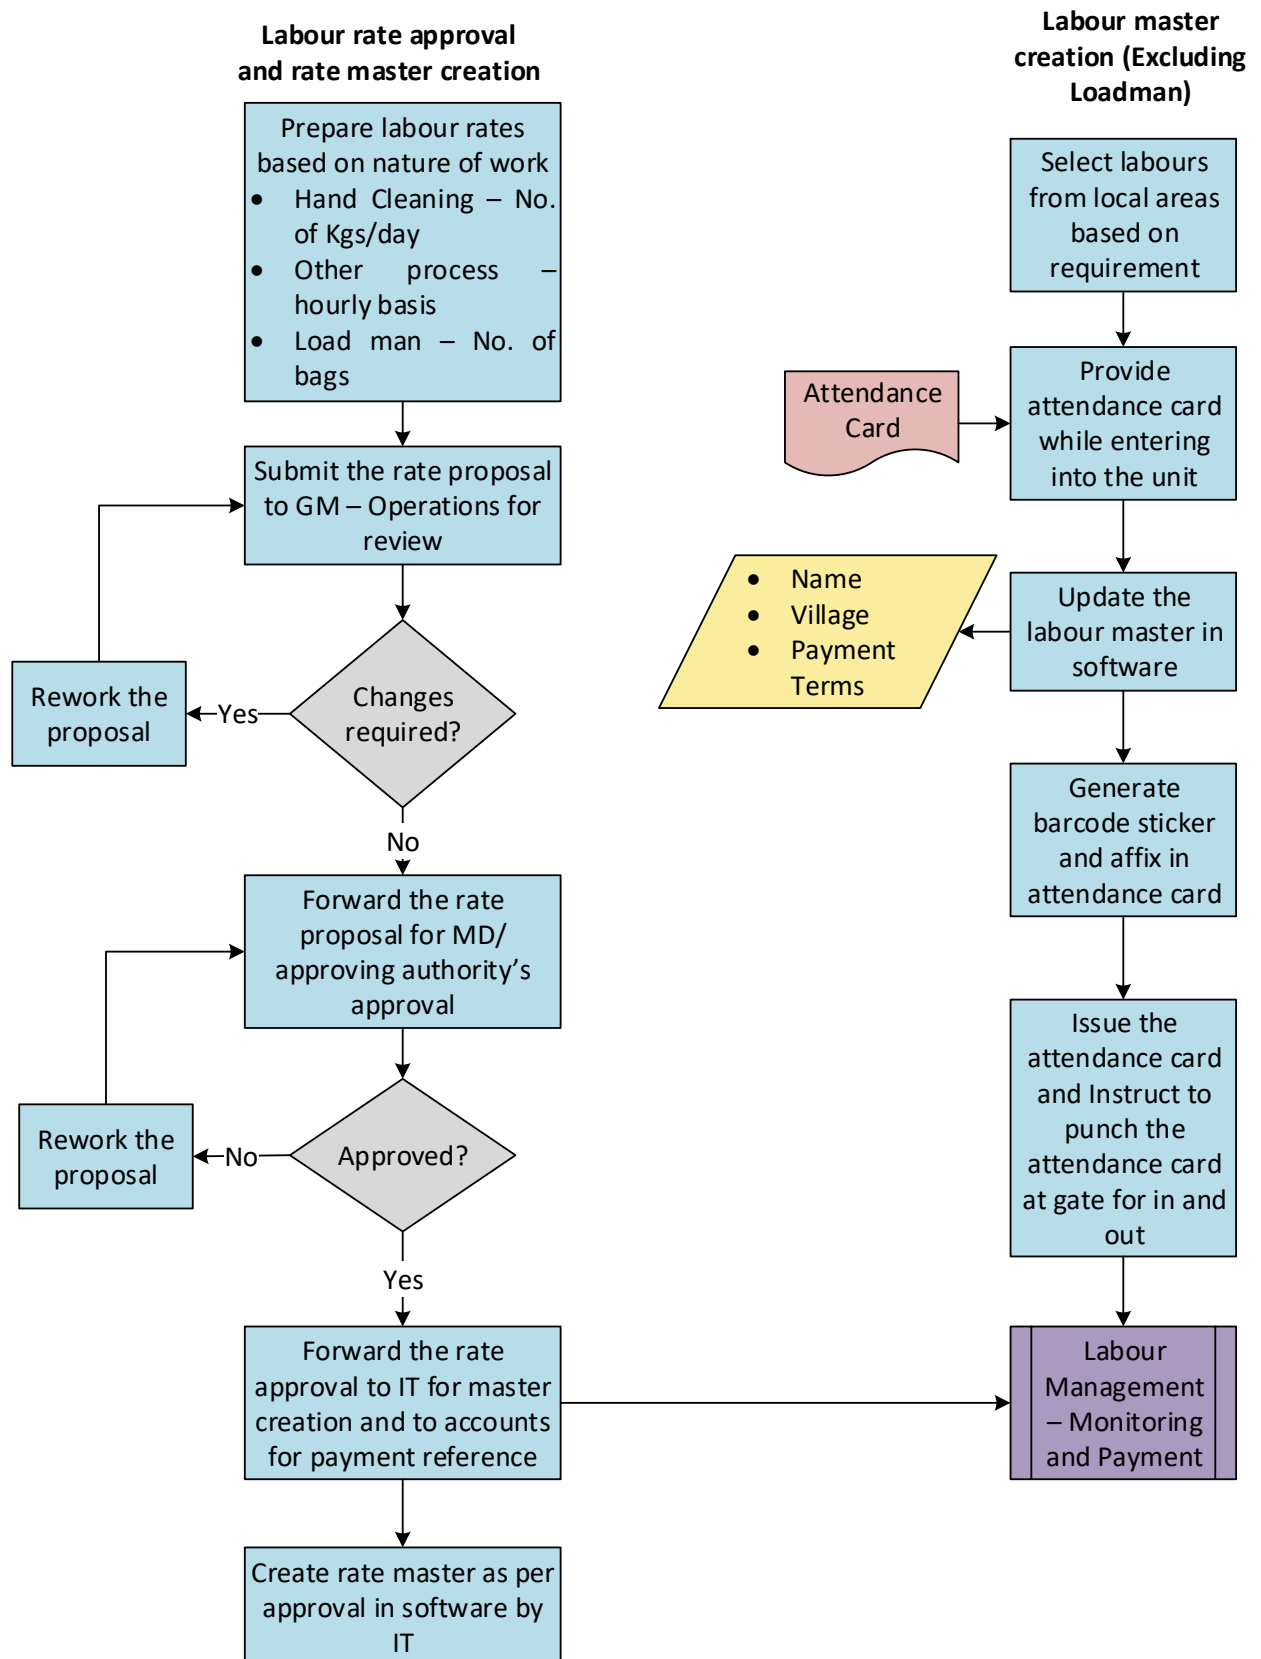 Labour rate approval
and rate master creation
Prepare labour rates
based on nature of work
• Hand Cleaning – No.
of Kgs/day
• Other process –
hourly basis
• Load man – No. of
bags
Submit the rate proposal
to GM – Operations for
review
Changes
required?
Yes
Rework the
proposal
No
Forward the rate
proposal for MD/
approving authority’s
approval
Approved?
No
Rework the
proposal
Yes
Forward the rate
approval to IT for master
creation and to accounts
for payment reference
Create rate master as per
approval in software by
IT
Labour master
creation (Excluding
Loadman)
Select labours
from local areas
based on
requirement
Attendance
Card
Provide
attendance card
while entering
into the unit
Update the
labour master in
software
• Name
• Village
• Payment
Terms
Generate
barcode sticker
and affix in
attendance card
Issue the
attendance card
and Instruct to
punch the
attendance card
at gate for in and
out
Labour
Management
– Monitoring
and Payment